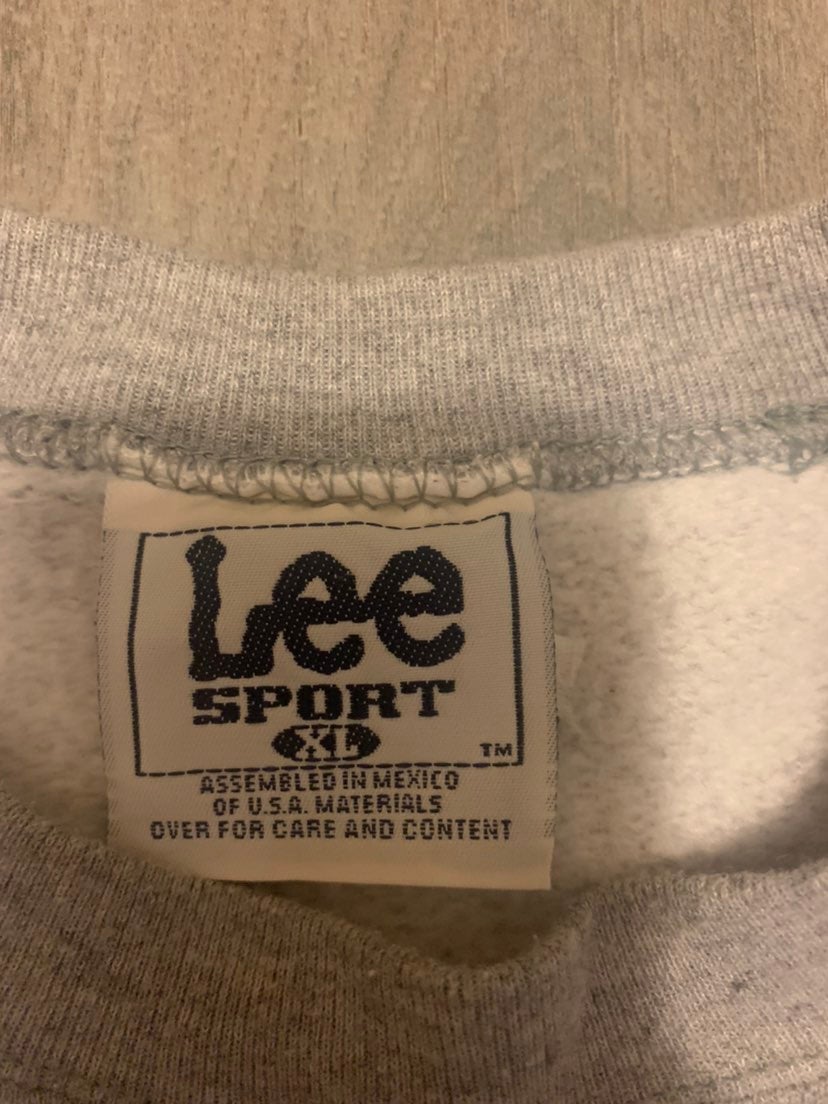 Lee
SPORT
XL
TM
ASSEMBLED IN MEXICO
OF U.S.A. MATERIALS
OVER FOR CARE AND CONTENT